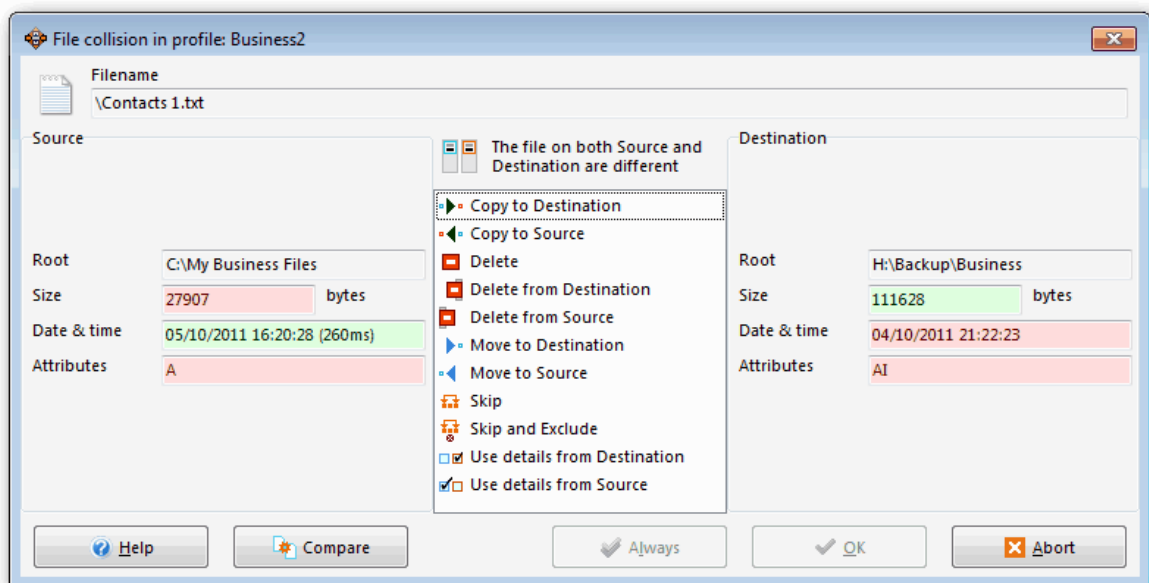 File collision in profile: Business2
Filename
\Contacts 1.txt
Source
Root
C:\My Business Files
Size
27907
bytes
Date & time
05/10/2011 16:20:28 (260ms)
Attributes
A
The file on both Source and
Destination are different
Copy to Destination
Copy to Source
Delete
Delete from Destination
Delete from Source
Move to Destination
Move to Source
Skip
Skip and Exclude
Use details from Destination
Use details from Source
Destination
Root
H:\Backup\Business
Size
111628
bytes
Date & time
04/10/2011 21:22:23
Attributes
AI
Help
Compare
Always
OK
Abort